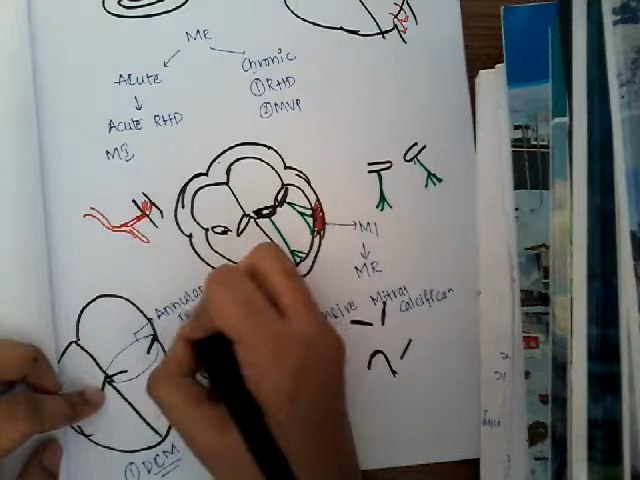 MR
Acute
Chronic
① RHD
② MVP
Acute RHD
MI
MI
MR
Annular
Mitral
calcification
① DCM